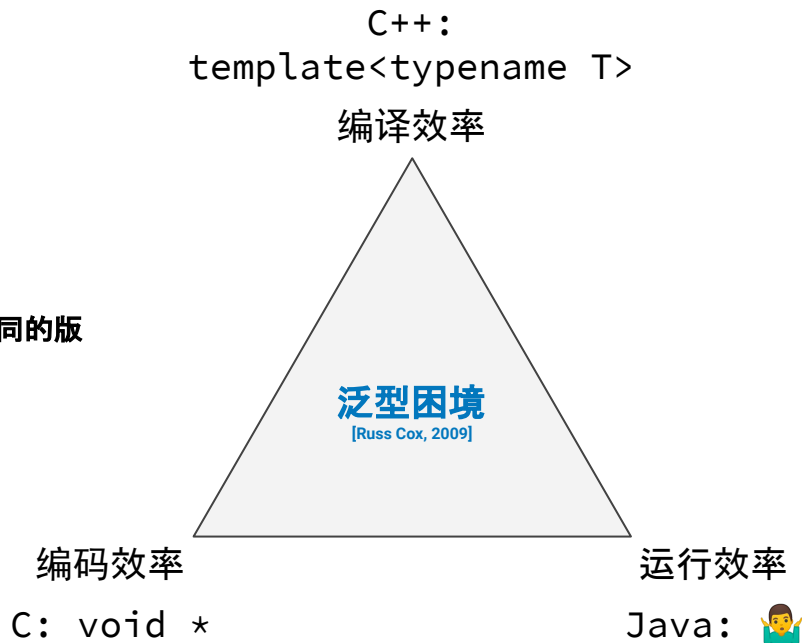 C++:
template<typename T>
编译效率
同的版
泛型困境
[Russ Cox, 2009]
编码效率
运行效率
C: void *
Java: 🤷‍♂️